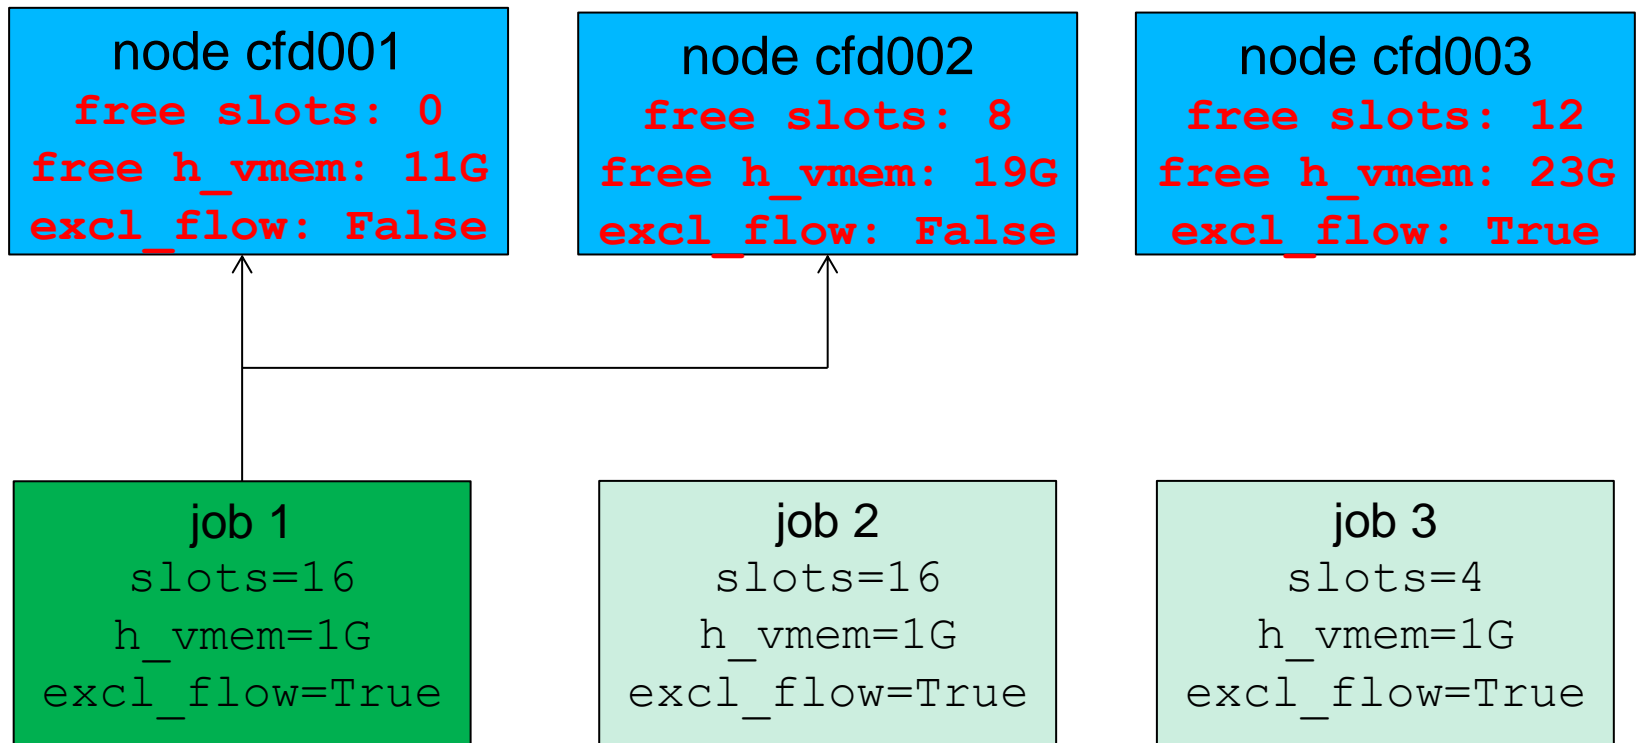 node cfd001
free slots: 0
free h_vmem: 11G
excl_flow: False
node cfd002
free slots: 8
free h_vmem: 19G
excl_flow: False
node cfd003
free slots: 12
free h_vmem: 23G
excl_flow: True
job 1
slots=16
h_vmem=1G
excl_flow=True
job 2
slots=16
h_vmem=1G
excl_flow=True
job 3
slots=4
h_vmem=1G
excl_flow=True